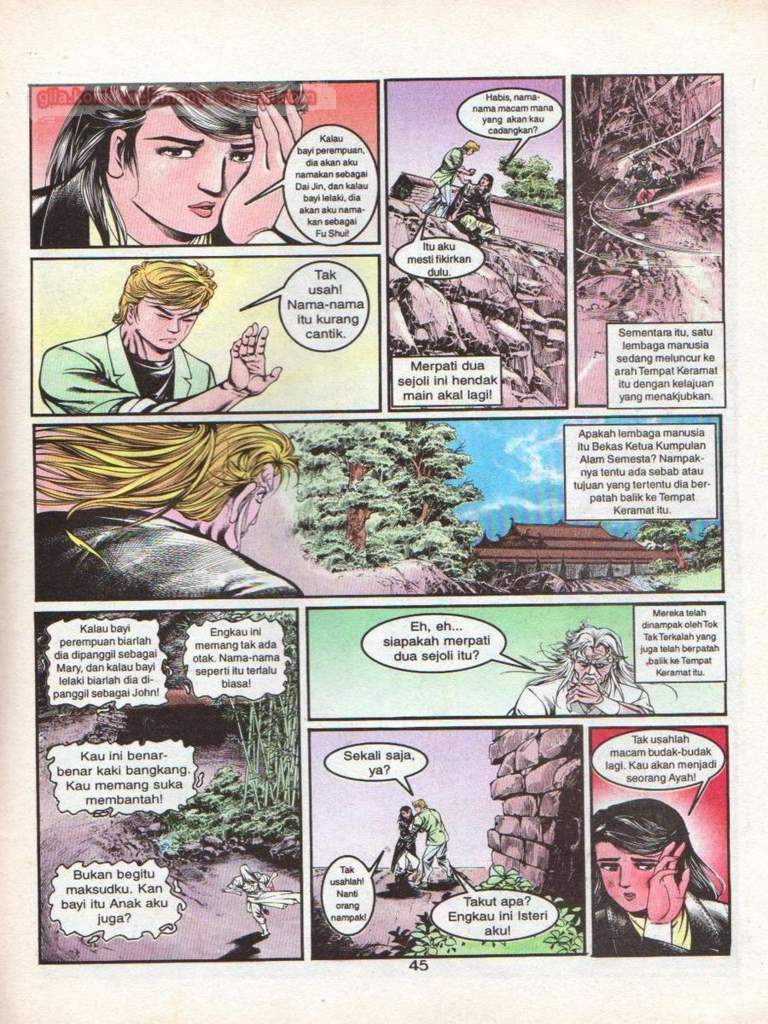 Kalau
bayi perempuan,
dia akan aku
namakan sebagai
Dai Jin, dan kalau
bayi lelaki, dia
akan aku nama-
kan sebagai
Fu Shui!
Tak
usah!
Nama-nama
itu kurang
cantik.
Habis, nama-
nama macam mana
yang akan kau
cadangkan?
Itu aku
mesti fikirkan
dulu.
Merpati dua
sejoli ini hendak
main akal lagi!
Sementara itu, satu
lembaga manusia
sedang meluncur ke
arah Tempat Keramat
itu dengan kelajuan
yang menakjubkan.
Apakah lembaga manusia
itu Bekas Ketua Kumpulan
Alam Semesta? Nampak-
nya tentu ada sebab atau
tujuan yang tertentu dia ber-
patah balik ke Tempat
Keramat itu.
Kalau bayi
perempuan biarlah
dia dipanggil sebagai
Mary, dan kalau bayi
lelaki biarlah dia di-
panggil sebagai John!
Engkau ini
memang tak ada
otak. Nama-nama
seperti itu terlalu
biasa!
Kau ini benar-
benar kaki bangkang.
Kau memang suka
membantah!
Bukan begitu
maksudku. Kan
bayi itu Anak aku
juga?
Eh, eh...
siapakah merpati
dua sejoli itu?
Mereka telah
dinampak oleh Tok
Tak Terkalah yang
juga telah berpatah
balik ke Tempat
Keramat itu.
Sekali saja,
ya?
Tak
usahlah!
Nanti
orang
nampak!
Takut apa?
Engkau ini Isteri
aku!
Tak usahlah
macam budak-budak
lagi. Kau akan menjadi
seorang Ayah!
45